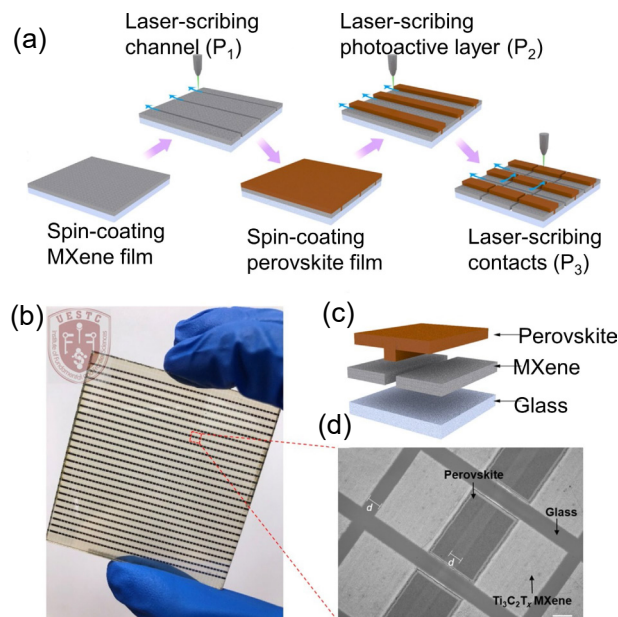 (a)
Laser-scribing
channel (P₁)
Laser-scribing
photoactive layer (P₂)
Spin-coating
MXene film
Spin-coating
perovskite film
Laser-scribing
contacts (P₃)
(b)
UESTC
(c)
Perovskite
MXene
Glass
(d)
Perovskite
Glass
d
d
Ti₃C₂Tₓ MXene